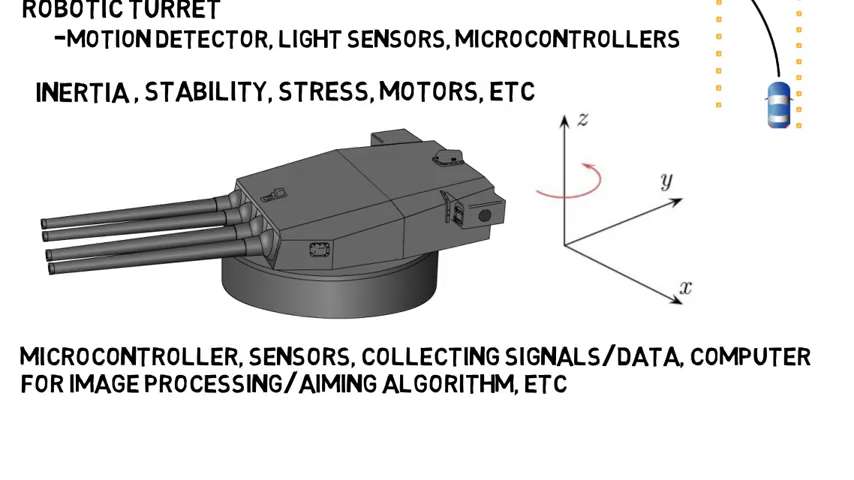 ROBOTIC TURRET
-MOTION DETECTOR, LIGHT SENSORS, MICROCONTROLLERS
INERTIA, STABILITY, STRESS, MOTORS, ETC
z
y
x
MICROCONTROLLER, SENSORS, COLLECTING SIGNALS/DATA, COMPUTER
FOR IMAGE PROCESSING/AIMING ALGORITHM, ETC